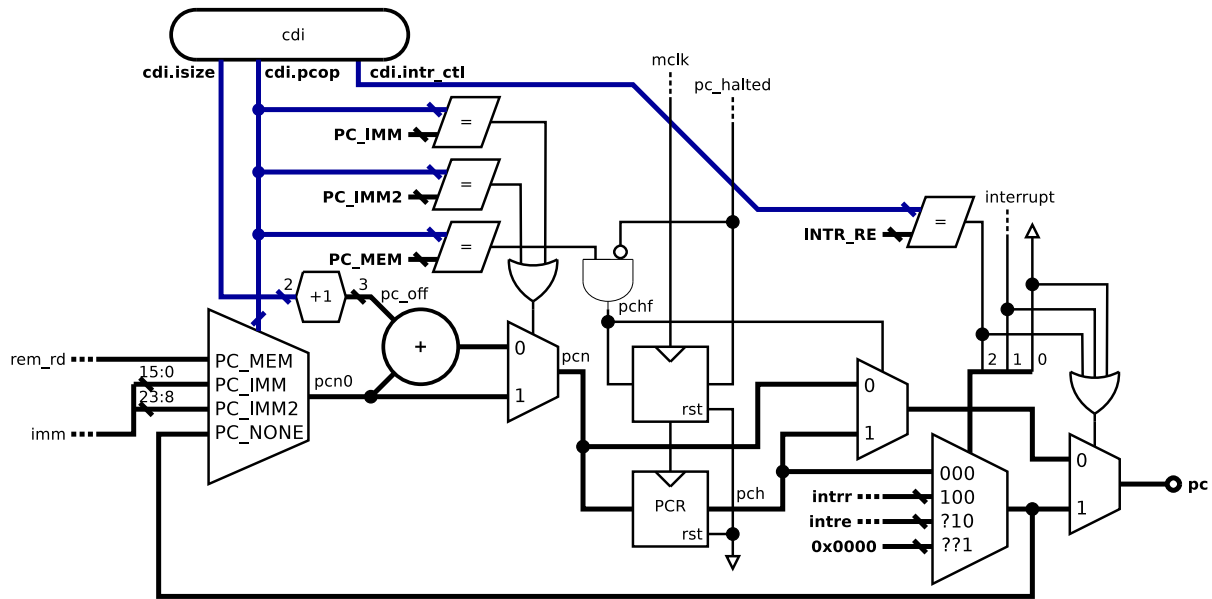 cdi
cdi.isize
cdi.pcop
cdi.intr_ctl
mclk
pc_halted
=
PC_IMM
=
PC_IMM2
interrupt
=
INTR_RE
=
PC_MEM
2
+1
3
pc_off
pchf
+
0
pcn
1
2
1
0
rem_rd
15:0
23:8
imm
PC_MEM
PC_IMM
PC_IMM2
PC_NONE
pcn0
rst
0
1
PCR
rst
pch
intrr
intre
0x0000
000
100
?10
??1
0
1
pc